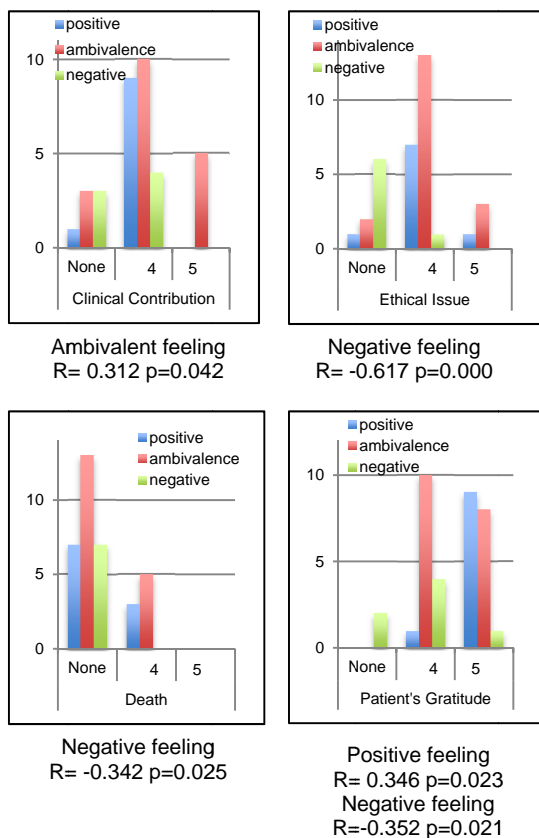 positive
ambivalence
negative
10
5
0
None 4 5
Clinical Contribution
Ambivalent feeling
R= 0.312 p=0.042
positive
ambivalence
negative
10
5
0
None 4 5
Ethical Issue
Negative feeling
R= -0.617 p=0.000
positive
ambivalence
negative
10
5
0
None 4 5
Death
Negative feeling
R= -0.342 p=0.025
positive
ambivalence
negative
10
5
0
None 4 5
Patient's Gratitude
Positive feeling
R= 0.346 p=0.023
Negative feeling
R=-0.352 p=0.021